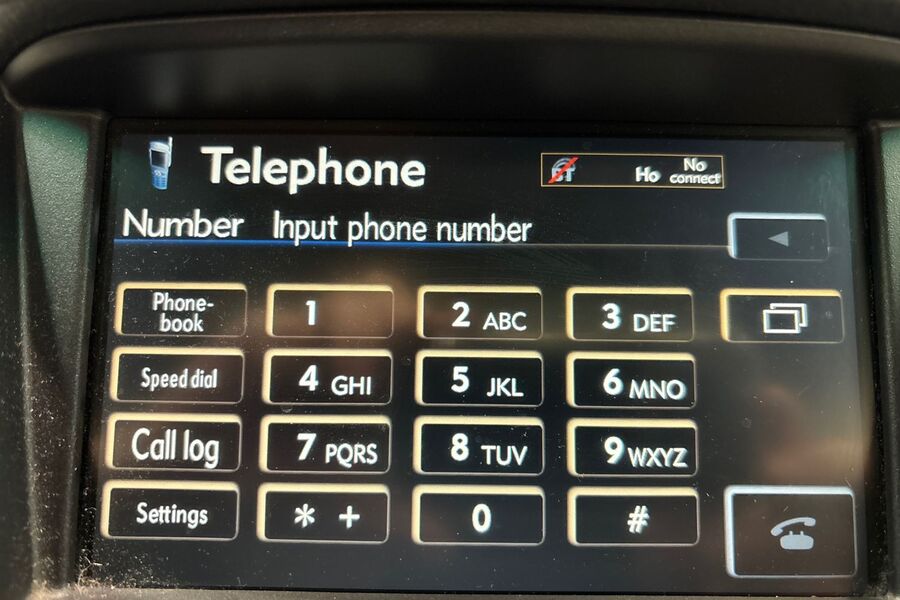 Telephone
BT Ho No connect
Number Input phone number
Phone-
book
1
2 ABC
3 DEF
Speed dial
4 GHI
5 JKL
6 MNO
Call log
7 PQRS
8 TUV
9 WXYZ
Settings
* +
0
#